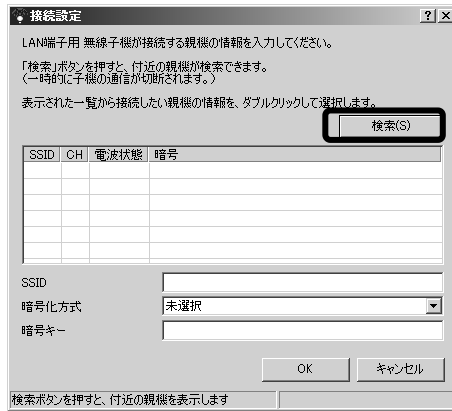 接続設定
LAN端子用 無線子機が接続する親機の情報を入力してください。
「検索」ボタンを押すと、付近の親機が検索できます。
(一時的に子機の通信が切断されます。)
表示された一覧から接続したい親機の情報を、ダブルクリックして選択します。
検索(S)
SSID CH 電波状態 暗号
SSID
暗号化方式 未選択
暗号キー
OK キャンセル
検索ボタンを押すと、付近の親機を表示します